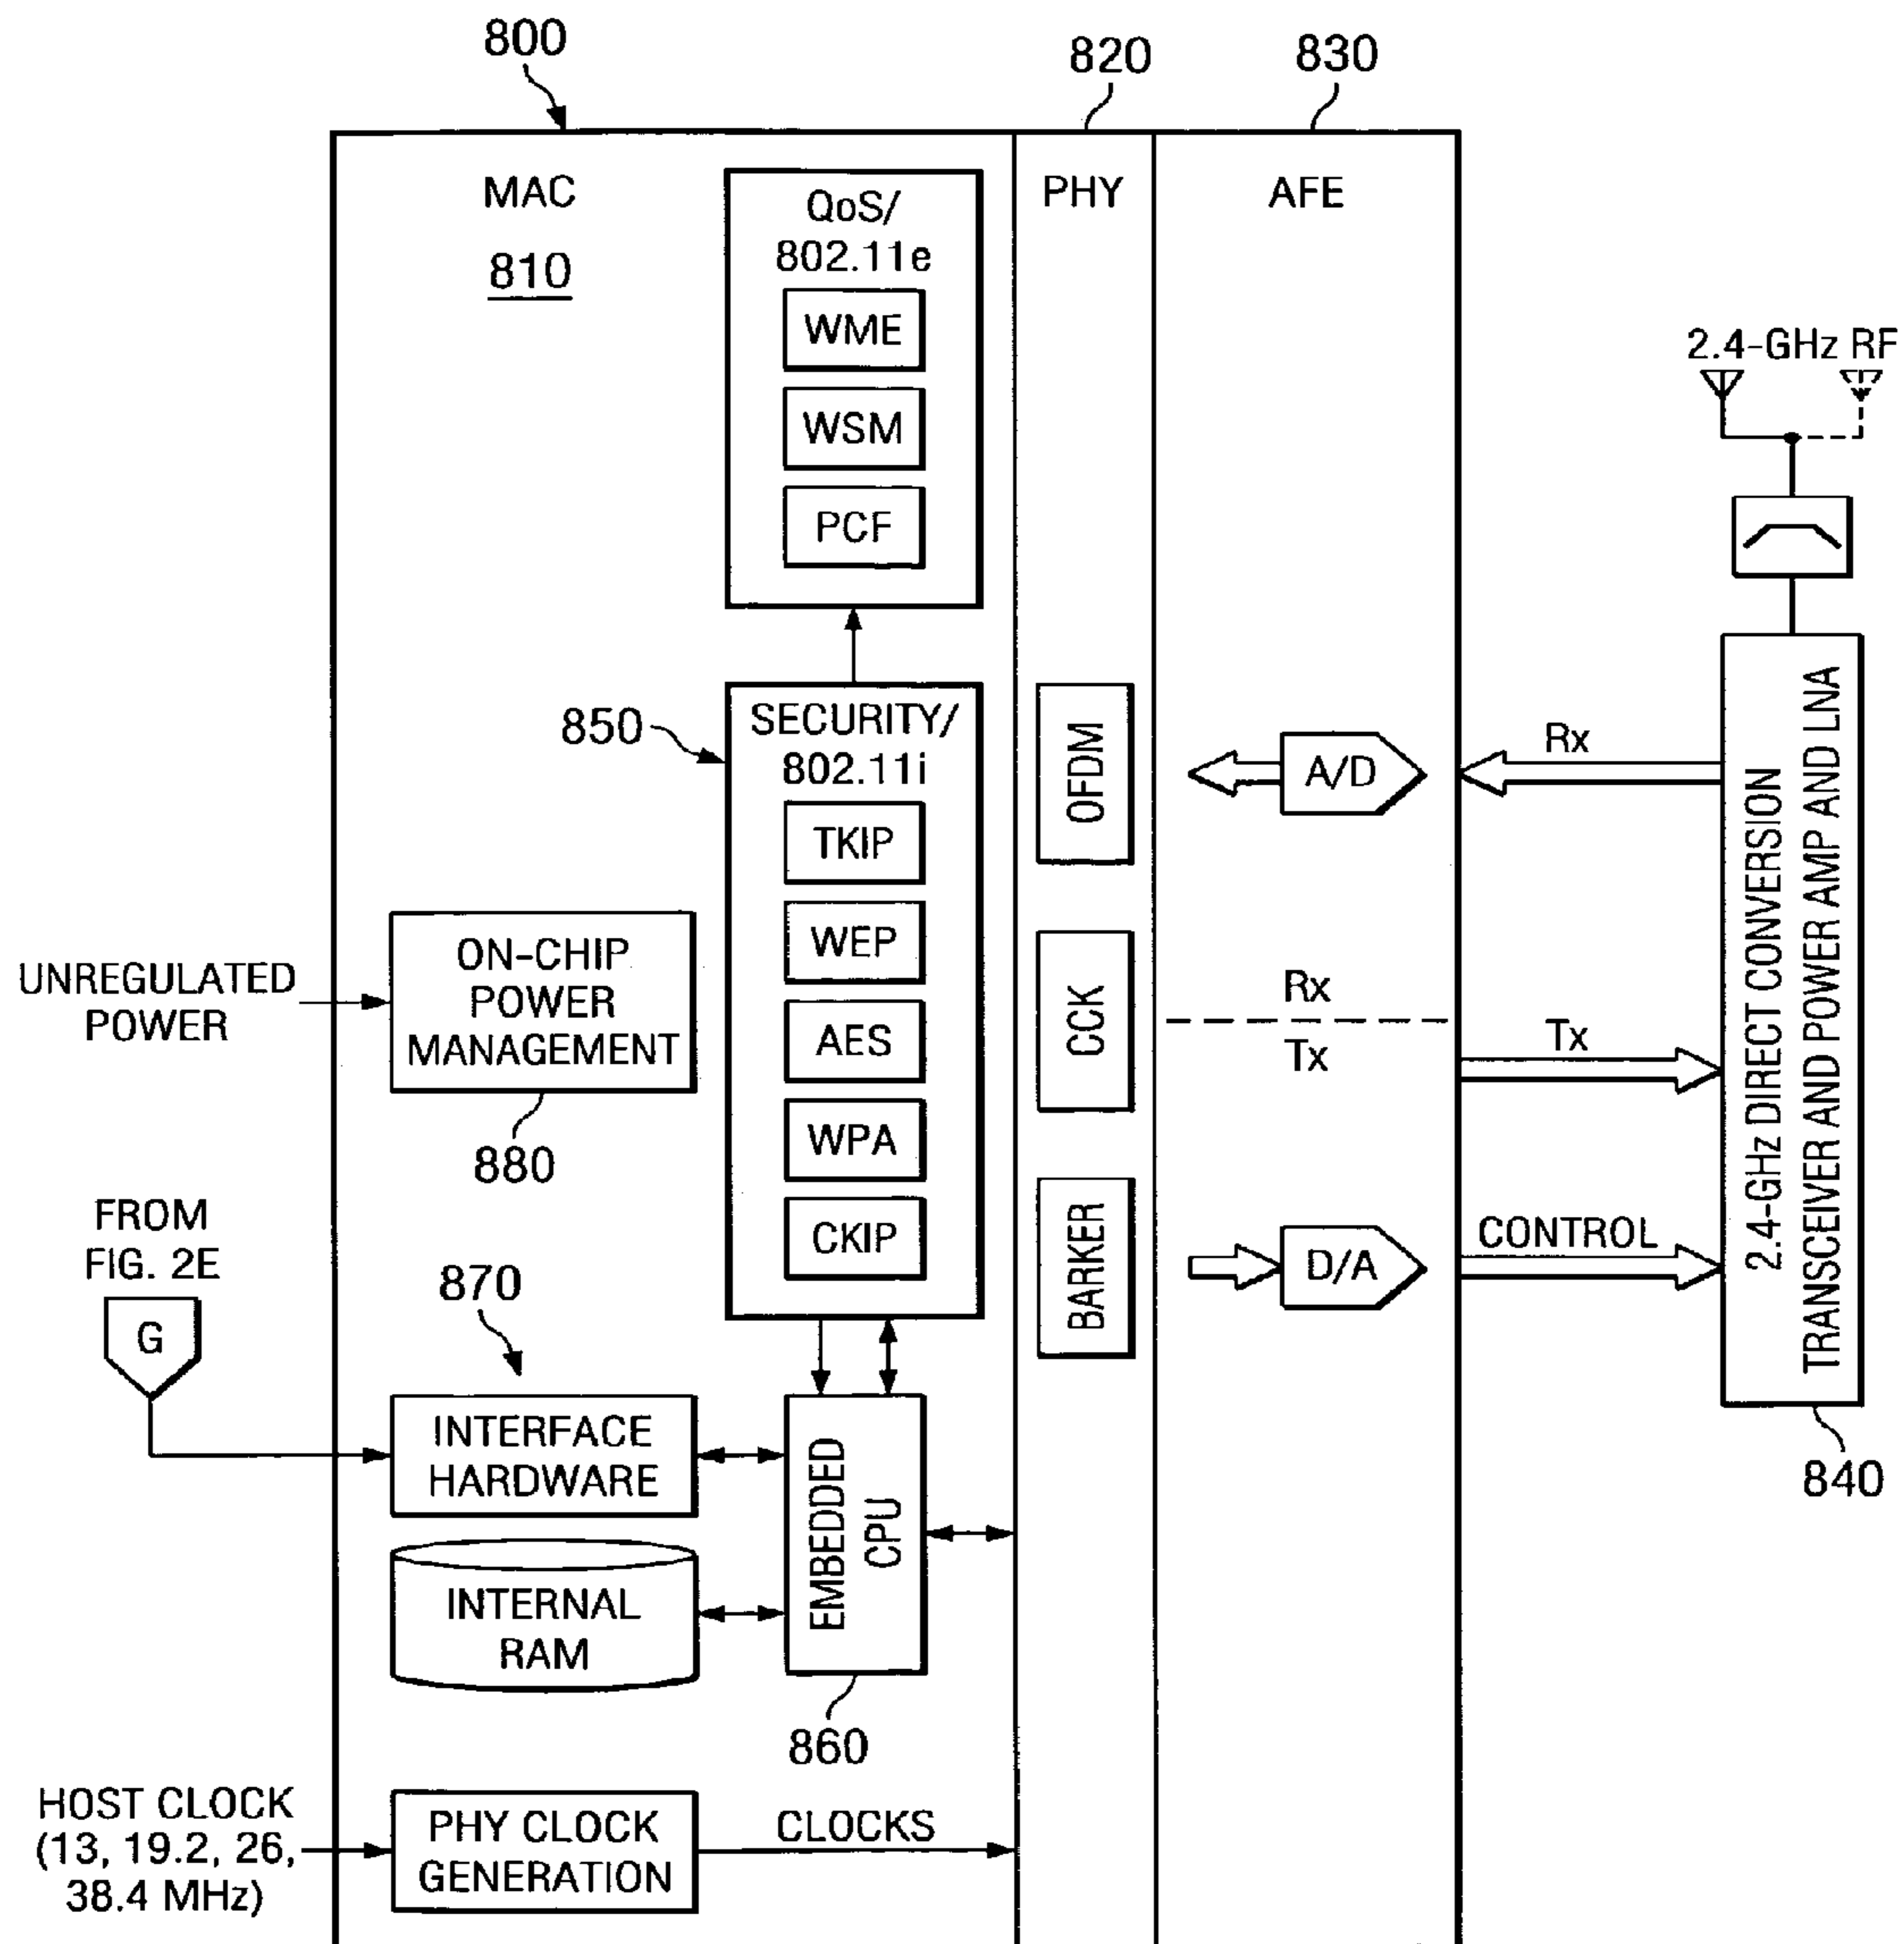 800
820
830
MAC
810
QoS/
802.11e
WME
WSM
PCF
PHY
AFE
2.4-GHz RF
850
SECURITY/
802.11i
TKIP
WEP
AES
WPA
CKIP
OFDM
CCK
BARKER
A/D
Rx
Tx
D/A
Rx
Tx
CONTROL
2.4-GHz DIRECT CONVERSION
TRANSCEIVER AND POWER AMP AND LNA
840
UNREGULATED
POWER
ON-CHIP
POWER
MANAGEMENT
880
FROM
FIG. 2E
G
870
INTERFACE
HARDWARE
INTERNAL
RAM
EMBEDDED
CPU
860
HOST CLOCK
(13, 19.2, 26,
38.4 MHz)
PHY CLOCK
GENERATION
CLOCKS